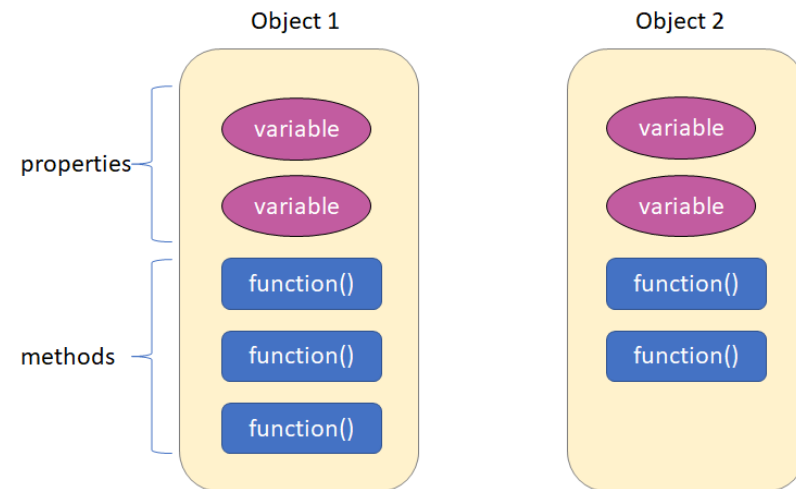 Object 1
Object 2
properties
variable
variable
methods
function()
function()
function()
variable
variable
function()
function()